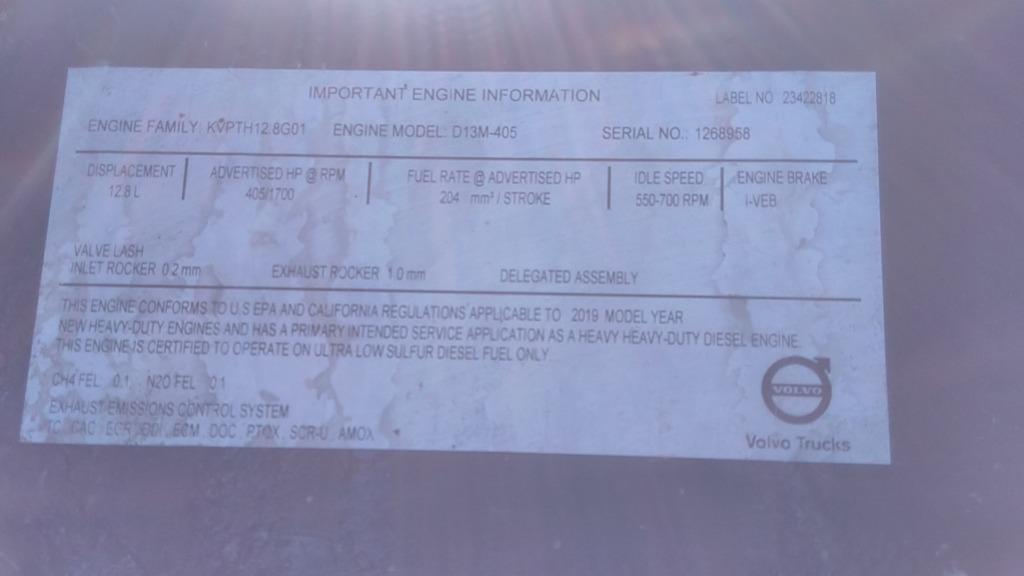 IMPORTANT ENGINE INFORMATION
LABEL NO 23422818
ENGINE FAMILY: KVPTH12.8G01 ENGINE MODEL: D13M-405 SERIAL NO.: 1268958
DISPLACEMENT ADVERTISED HP @ RPM FUEL RATE @ ADVERTISED HP IDLE SPEED ENGINE BRAKE
12.8 L 405/1700 204 mm³ / STROKE 550-700 RPM I-VEB
VALVE LASH
INLET ROCKER 0.2 mm EXHAUST ROCKER 1.0 mm DELEGATED ASSEMBLY
THIS ENGINE CONFORMS TO U.S EPA AND CALIFORNIA REGULATIONS APPLICABLE TO 2019 MODEL YEAR
NEW HEAVY-DUTY ENGINES AND HAS A PRIMARY INTENDED SERVICE APPLICATION AS A HEAVY HEAVY-DUTY DIESEL ENGINE.
THIS ENGINE IS CERTIFIED TO OPERATE ON ULTRA LOW SULFUR DIESEL FUEL ONLY
CH4 FEL 0.1 N2O FEL 0.1
EXHAUST EMISSIONS CONTROL SYSTEM
TC, CAC, EGR, DDI, ECM, DOC, PTOX, SCR-U, AMOX
VOLVO
Volvo Trucks